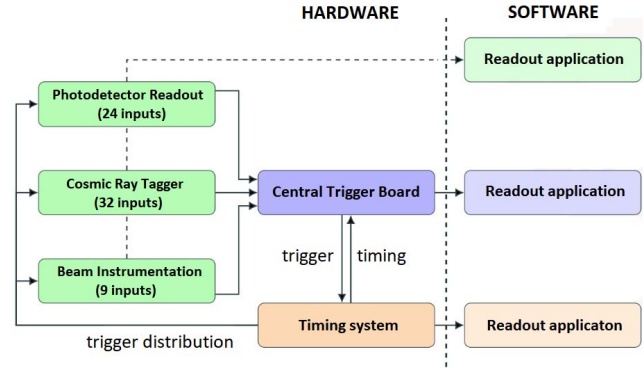 HARDWARE
SOFTWARE
Readout application
Photodetector Readout
(24 inputs)
Cosmic Ray Tagger
(32 inputs)
Central Trigger Board
Readout application
trigger
timing
Beam Instrumentation
(9 inputs)
Timing system
Readout applicaton
trigger distribution